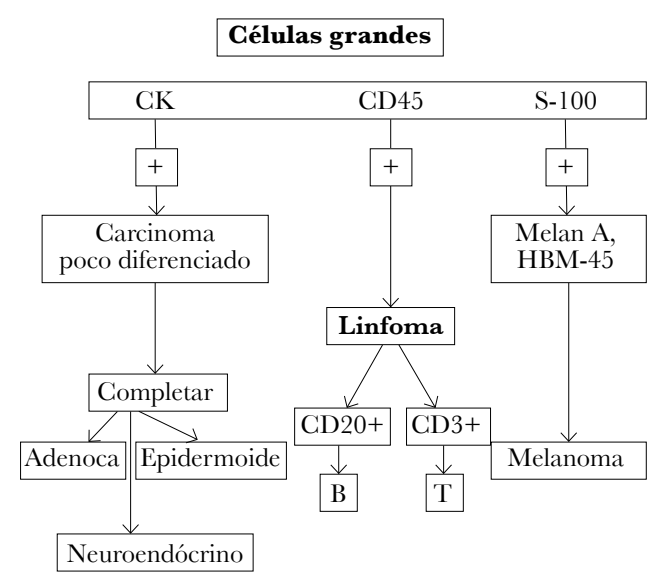 Células grandes
CK CD45 S-100
+ + +
Carcinoma
poco diferenciado
Melan A,
HBM-45
Linfoma
Completar
CD20+ CD3+
Adenoca Epidermoide
Melanoma
B T
Neuroendócrino